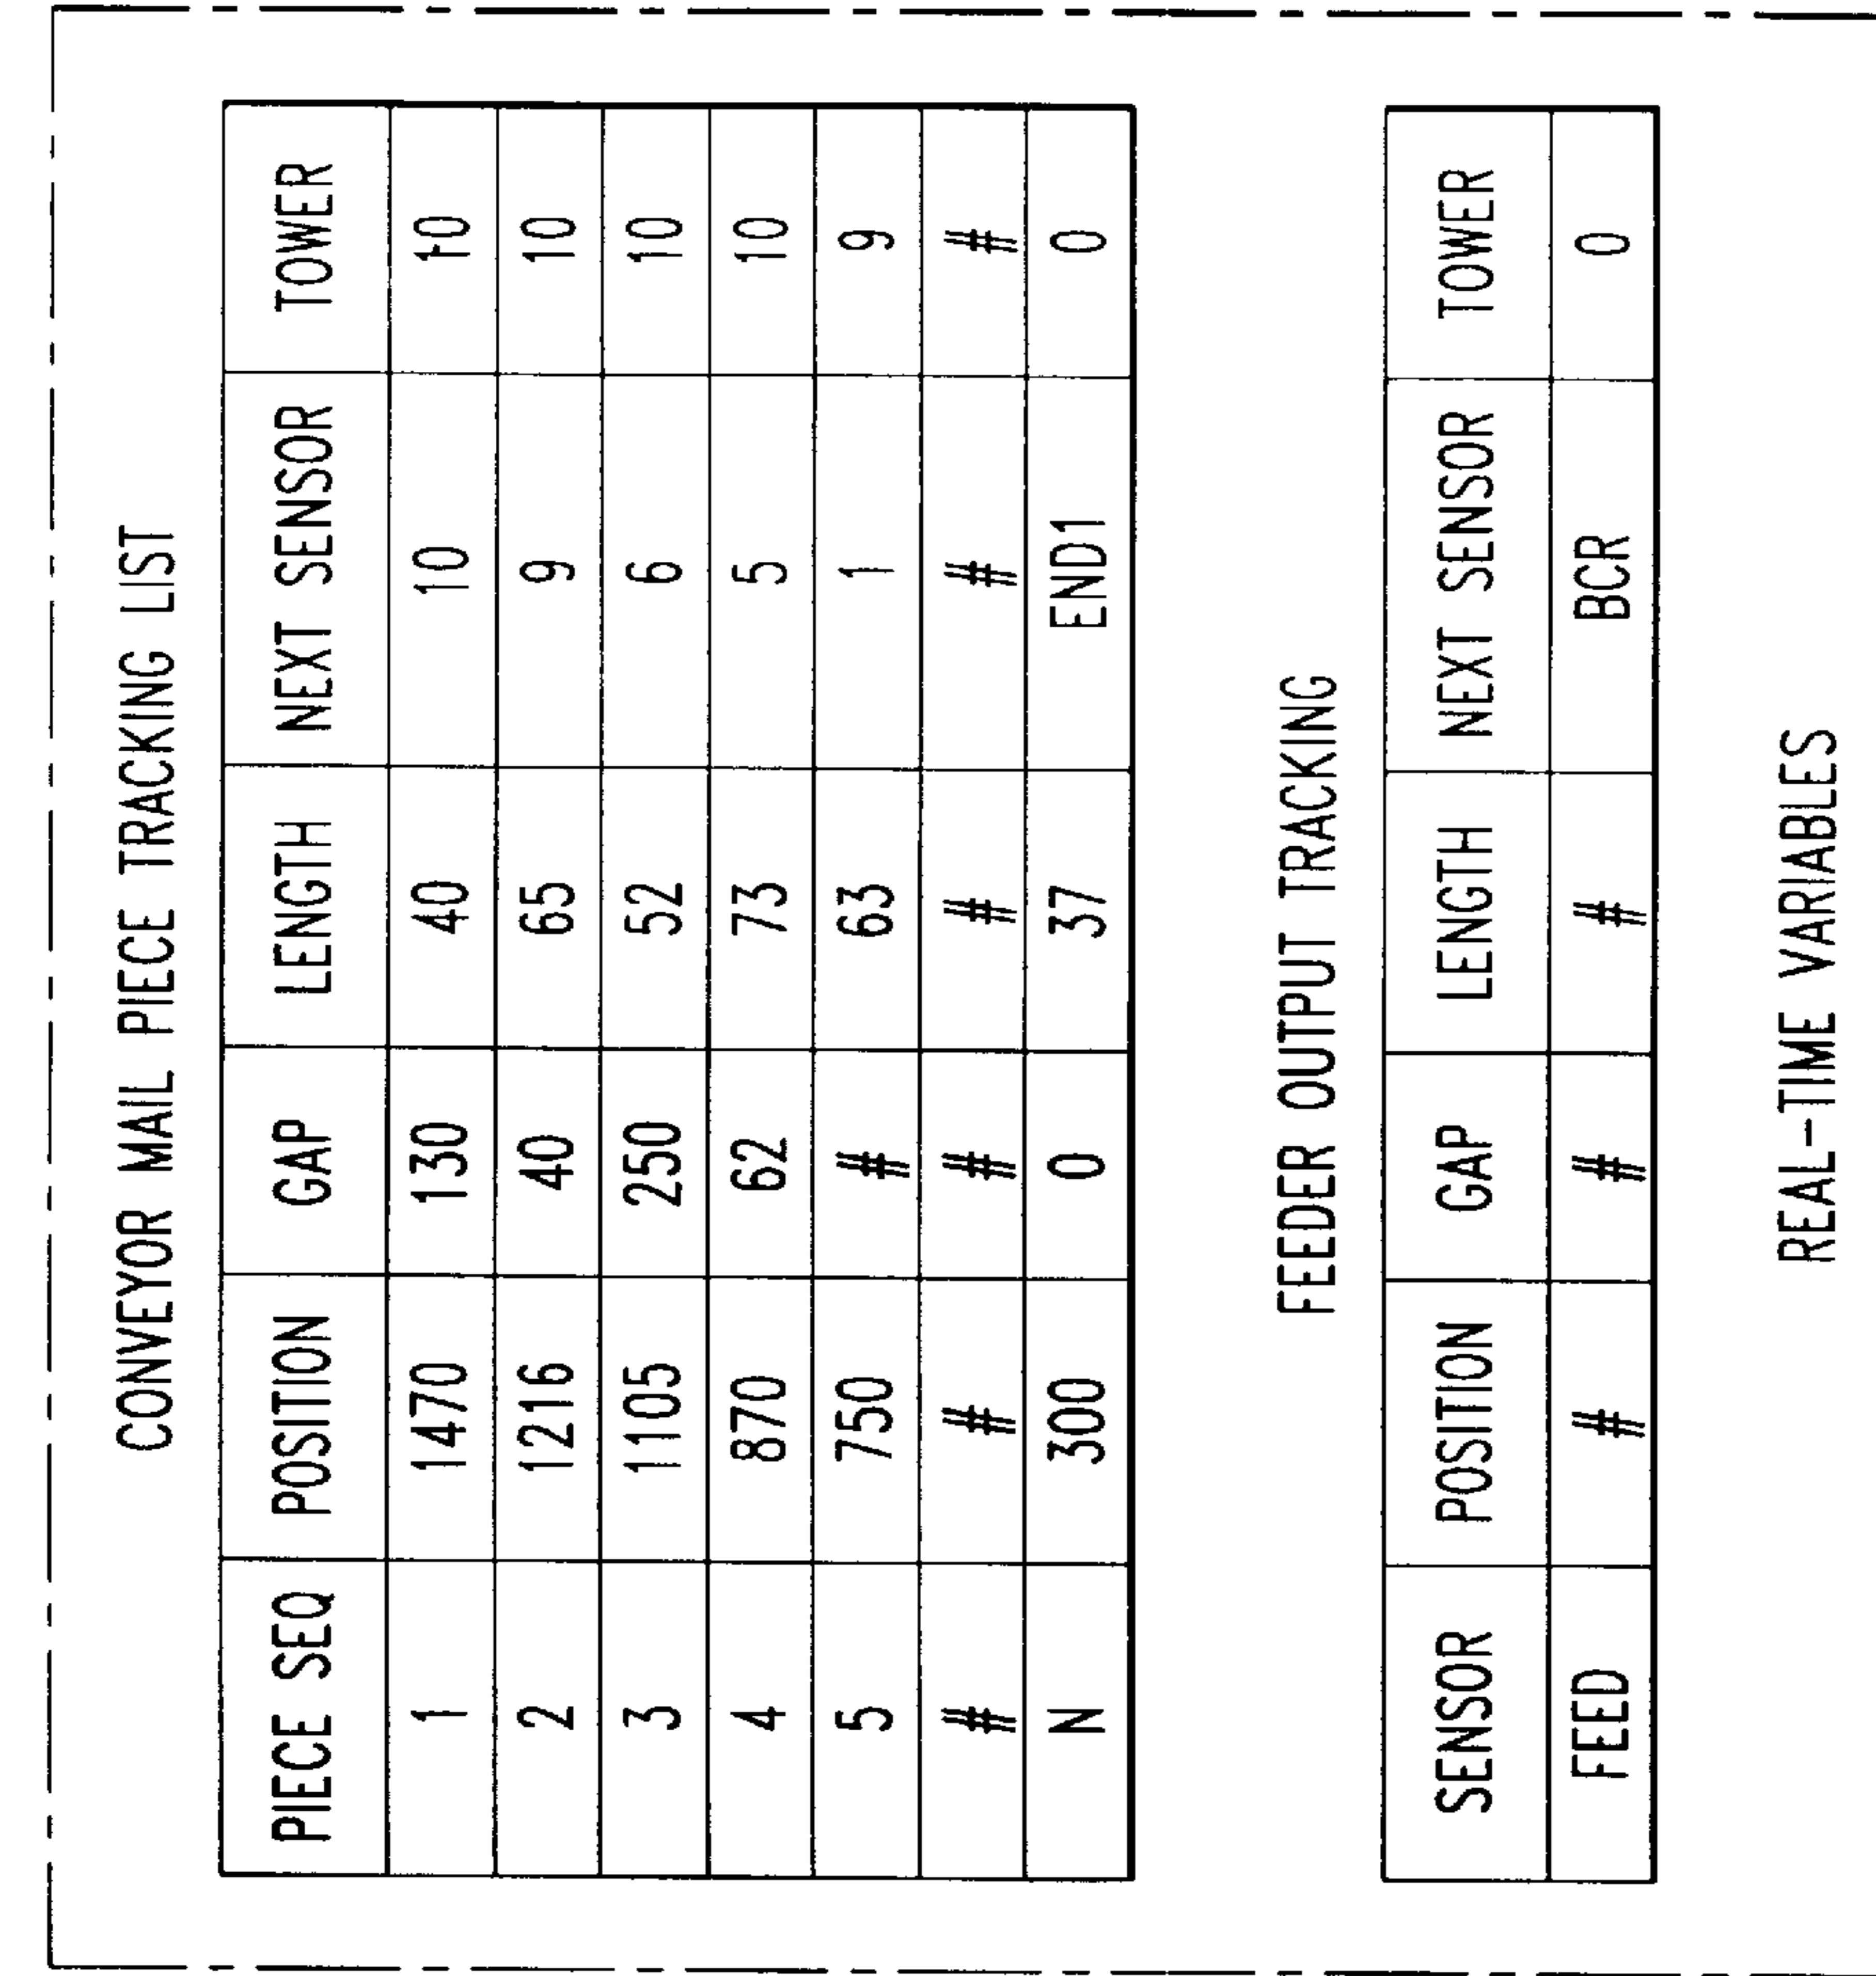 CONVEYOR MAIL PIECE TRACKING LIST
PIECE SEQ POSITION GAP LENGTH NEXT SENSOR TOWER
1 1470 130 40 10 10
2 1216 40 65 9 10
3 1105 250 52 6 10
4 870 62 73 5 10
5 750 # 63 1 9
# # # # # #
N 300 0 37 END1 0
FEEDER OUTPUT TRACKING
SENSOR POSITION GAP LENGTH NEXT SENSOR TOWER
FEED # # # BCR 0
REAL-TIME VARIABLES